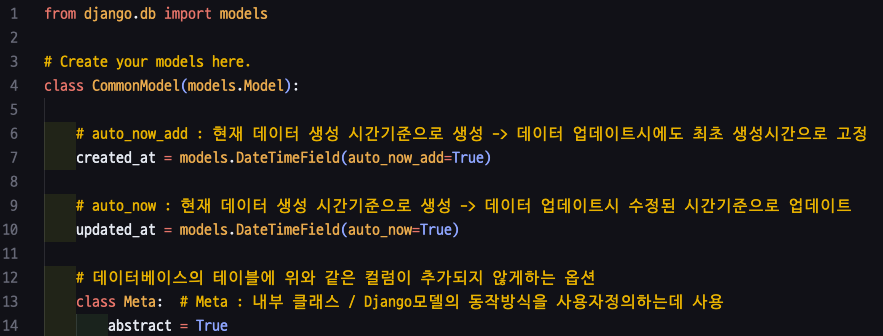 1 from django.db import models
2
3 # Create your models here.
4 class CommonModel(models.Model):
5
6 # auto_now_add : 현재 데이터 생성 시간기준으로 생성 -> 데이터 업데이트시에도 최초 생성시간으로 고정
7 created_at = models.DateTimeField(auto_now_add=True)
8
9 # auto_now : 현재 데이터 생성 시간기준으로 생성 -> 데이터 업데이트시 수정된 시간기준으로 업데이트
10 updated_at = models.DateTimeField(auto_now=True)
11
12 # 데이터베이스의 테이블에 위와 같은 컬럼이 추가되지 않게하는 옵션
13 class Meta: # Meta : 내부 클래스 / Django모델의 동작방식을 사용자정의하는데 사용
14 abstract = True